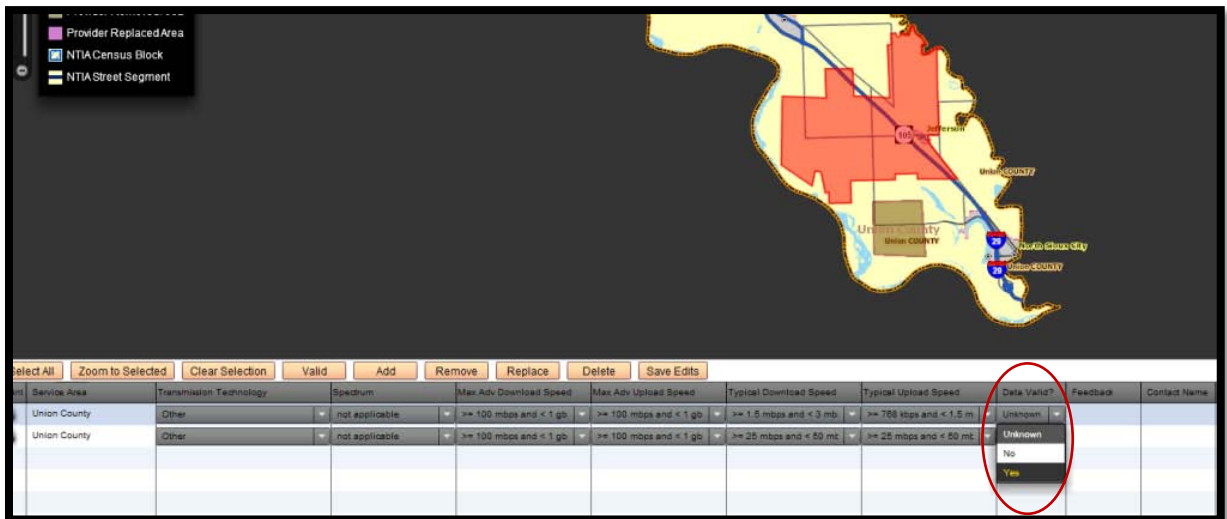 Provider Replaced Area
NTIA Census Block
NTIA Street Segment
105
Jefferson
Union COUNTY
Union County
Union COUNTY
29
North Sioux City
29
Union COUNTY
Select All Zoom to Selected Clear Selection Valid Add Remove Replace Delete Save Edits
Service Area Transmission Technology Spectrum Max Adv Download Speed Max Adv Upload Speed Typical Download Speed Typical Upload Speed Data Valid? Feedback Contact Name
Union County Other not applicable >= 100 mbps and < 1 gb >= 100 mbps and < 1 gb >= 1.5 mbps and < 3 mb >= 768 kbps and < 1.5 m Unknown
Union County Other not applicable >= 100 mbps and < 1 gb >= 100 mbps and < 1 gb >= 25 mbps and < 50 mb >= 25 mbps and < 50 mb Unknown
No
Yes